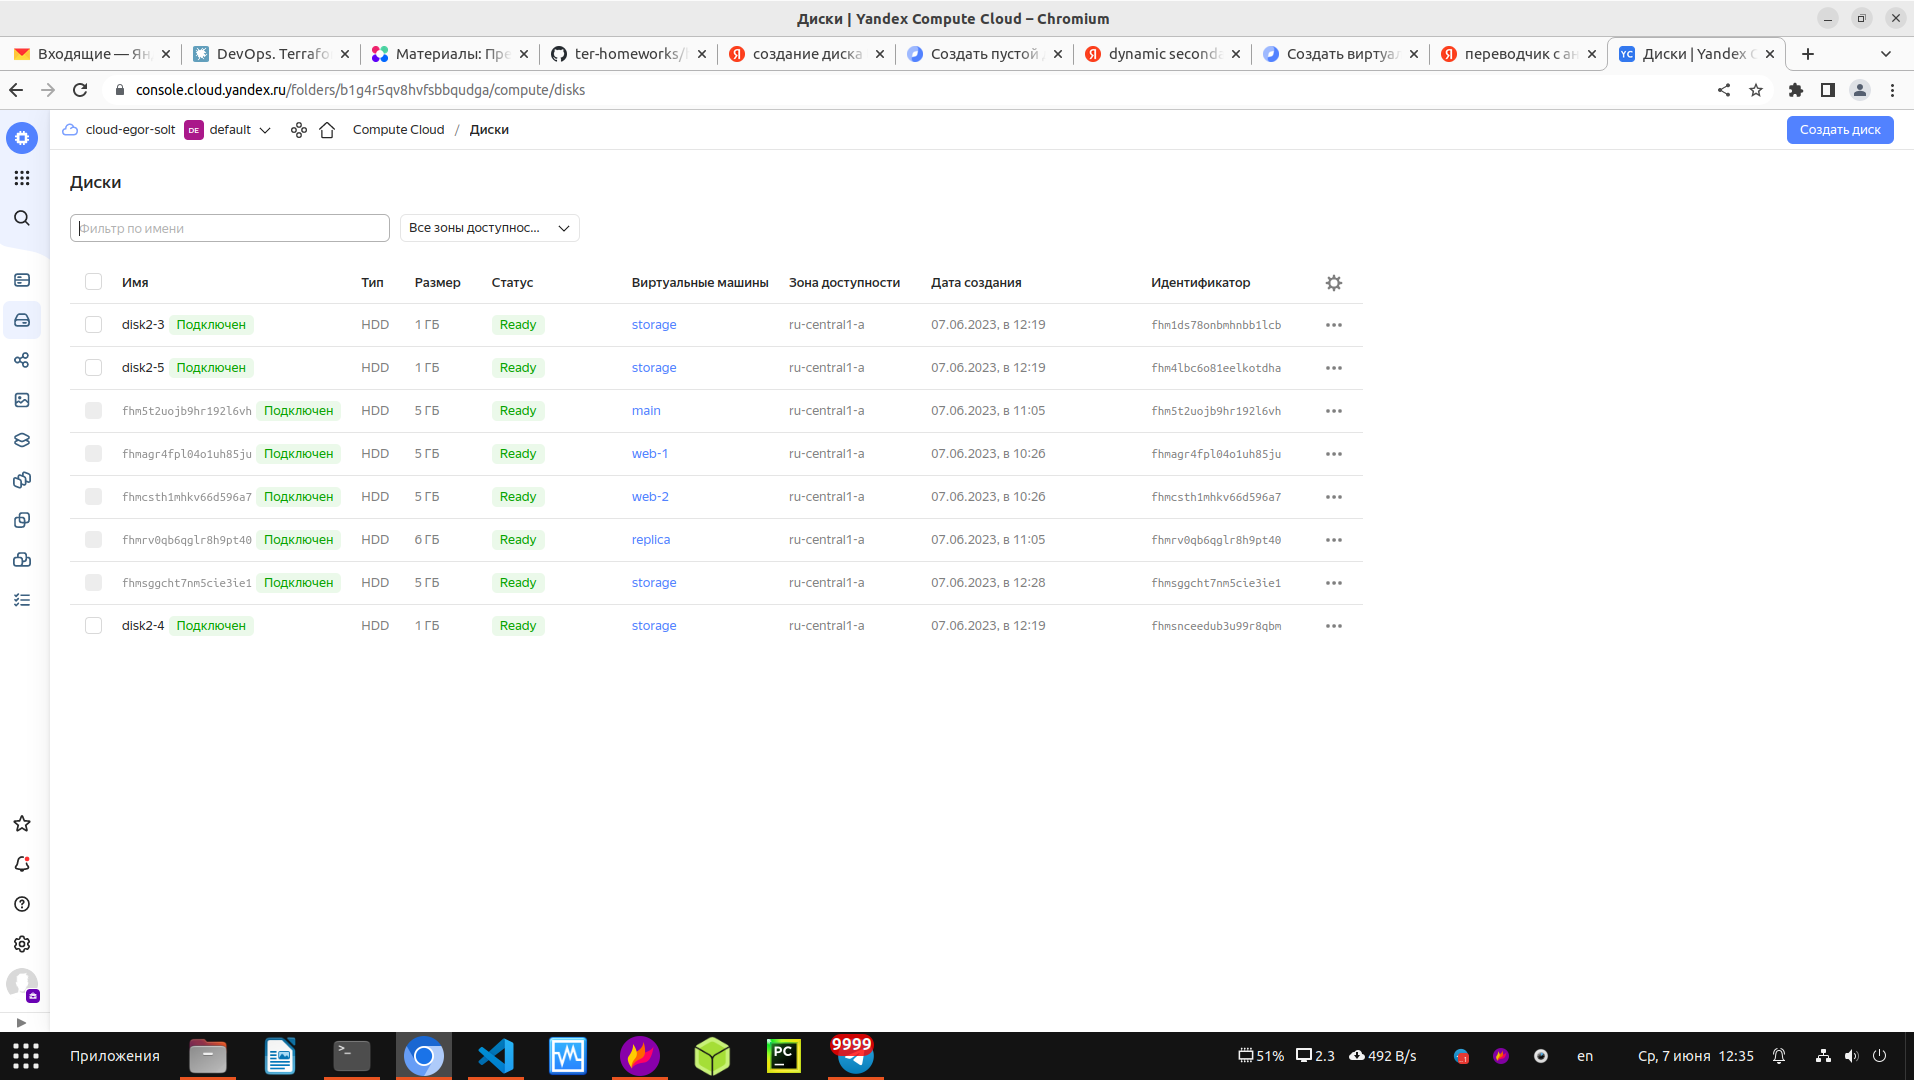 Диски | Yandex Compute Cloud – Chromium
Входящие — Ян
DevOps. Terrafo
Материалы: Пре
ter-homeworks/
создание диска
Создать пустой
dynamic seconda
Создать виртуа
переводчик с ан
YC Диски | Yandex C
console.cloud.yandex.ru/folders/b1g4r5qv8hvfsbbqudga/compute/disks
cloud-egor-solt DE default Compute Cloud / Диски Создать диск
Диски
Фильтр по имени Все зоны доступнос...
Имя Тип Размер Статус Виртуальные машины Зона доступности Дата создания Идентификатор
disk2-3 Подключен HDD 1 ГБ Ready storage ru-central1-a 07.06.2023, в 12:19 fhm1ds78onbmhnbb1lcb
disk2-5 Подключен HDD 1 ГБ Ready storage ru-central1-a 07.06.2023, в 12:19 fhm4lbc6o81eelkotdha
fhm5t2uojb9hr192l6vh Подключен HDD 5 ГБ Ready main ru-central1-a 07.06.2023, в 11:05 fhm5t2uojb9hr192l6vh
fhmagr4fpl04o1uh85ju Подключен HDD 5 ГБ Ready web-1 ru-central1-a 07.06.2023, в 10:26 fhmagr4fpl04o1uh85ju
fhmcsth1mhkv66d596a7 Подключен HDD 5 ГБ Ready web-2 ru-central1-a 07.06.2023, в 10:26 fhmcsth1mhkv66d596a7
fhmrv0qb6qglr8h9pt40 Подключен HDD 6 ГБ Ready replica ru-central1-a 07.06.2023, в 11:05 fhmrv0qb6qglr8h9pt40
fhmsggcht7nm5cie3ie1 Подключен HDD 5 ГБ Ready storage ru-central1-a 07.06.2023, в 12:28 fhmsggcht7nm5cie3ie1
disk2-4 Подключен HDD 1 ГБ Ready storage ru-central1-a 07.06.2023, в 12:19 fhmsnceedub3u99r8qbm
Приложения PC 9999 51% 2.3 492 B/s en Ср, 7 июня 12:35